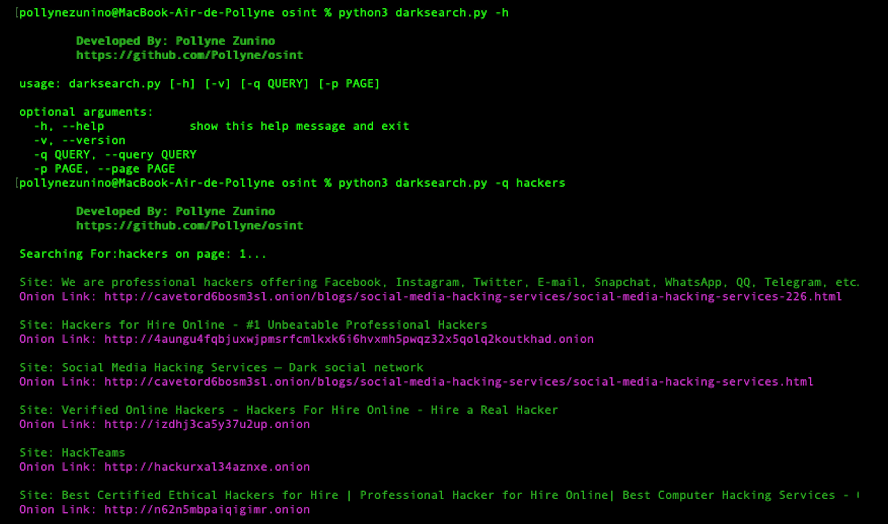 [pollynezunino@MacBook-Air-de-Pollyne osint % python3 darksearch.py -h
Developed By: Pollyne Zunino
https://github.com/Pollyne/osint
usage: darksearch.py [-h] [-v] [-q QUERY] [-p PAGE]
optional arguments:
-h, --help show this help message and exit
-v, --version
-q QUERY, --query QUERY
-p PAGE, --page PAGE
[pollynezunino@MacBook-Air-de-Pollyne osint % python3 darksearch.py -q hackers
Developed By: Pollyne Zunino
https://github.com/Pollyne/osint
Searching For:hackers on page: 1...
Site: We are professional hackers offering Facebook, Instagram, Twitter, E-mail, Snapchat, WhatsApp, QQ, Telegram, etc.
Onion Link: http://cavetord6bosm3sl.onion/blogs/social-media-hacking-services/social-media-hacking-services-226.html
Site: Hackers for Hire Online - #1 Unbeatable Professional Hackers
Onion Link: http://4aungu4fqbjuxwjpmsrfcmlkxk6i6hvxmh5pwqz32x5qolq2koutkhad.onion
Site: Social Media Hacking Services — Dark social network
Onion Link: http://cavetord6bosm3sl.onion/blogs/social-media-hacking-services/social-media-hacking-services.html
Site: Verified Online Hackers - Hackers For Hire Online - Hire a Real Hacker
Onion Link: http://izdhj3ca5y37u2up.onion
Site: HackTeams
Onion Link: http://hackurxal34aznxe.onion
Site: Best Certified Ethical Hackers for Hire | Professional Hacker for Hire Online| Best Computer Hacking Services -
Onion Link: http://n62n5mbpaiqigimr.onion